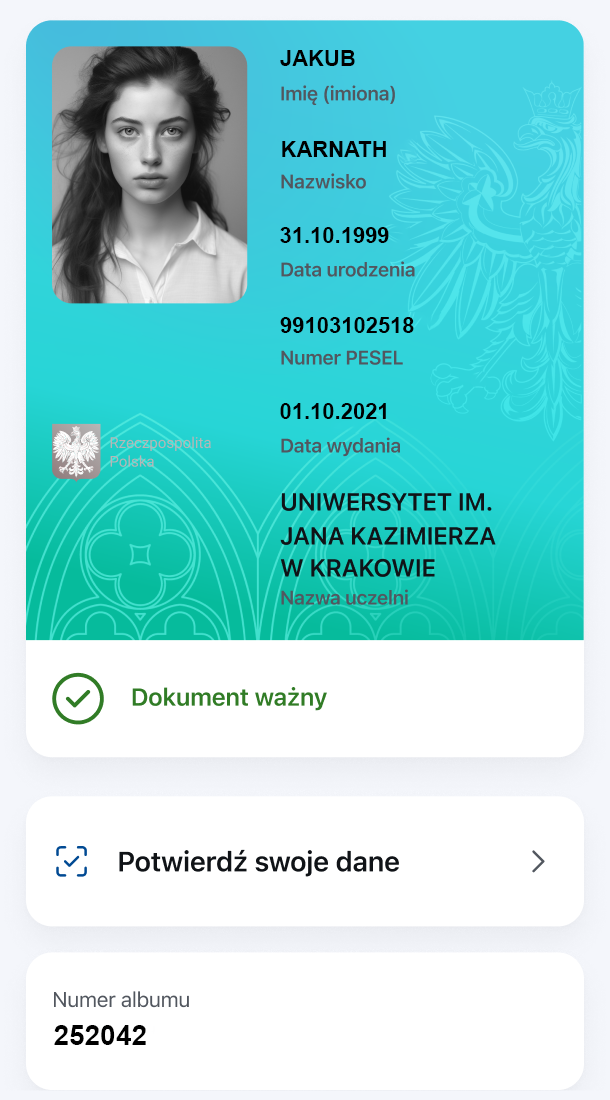 JAKUB
Imię (imiona)
KARNATH
Nazwisko
31.10.1999
Data urodzenia
99103102518
Numer PESEL
01.10.2021
Data wydania
Rzeczpospolita
Polska
UNIWERSYTET IM.
JANA KAZIMIERZA
W KRAKOWIE
Nazwa uczelni
Dokument ważny
Potwierdź swoje dane
Numer albumu
252042